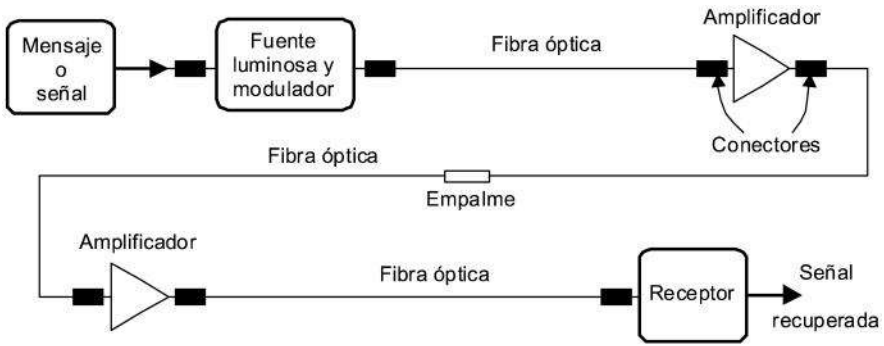 Mensaje
o
señal
Fuente
luminosa y
modulador
Fibra óptica
Amplificador
Conectores
Fibra óptica
Empalme
Amplificador
Fibra óptica
Receptor
Señal
recuperada